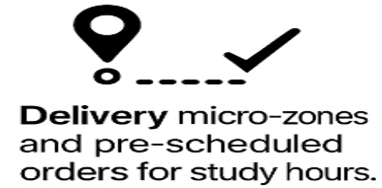 Delivery micro-zones
and pre-scheduled
orders for study hours.